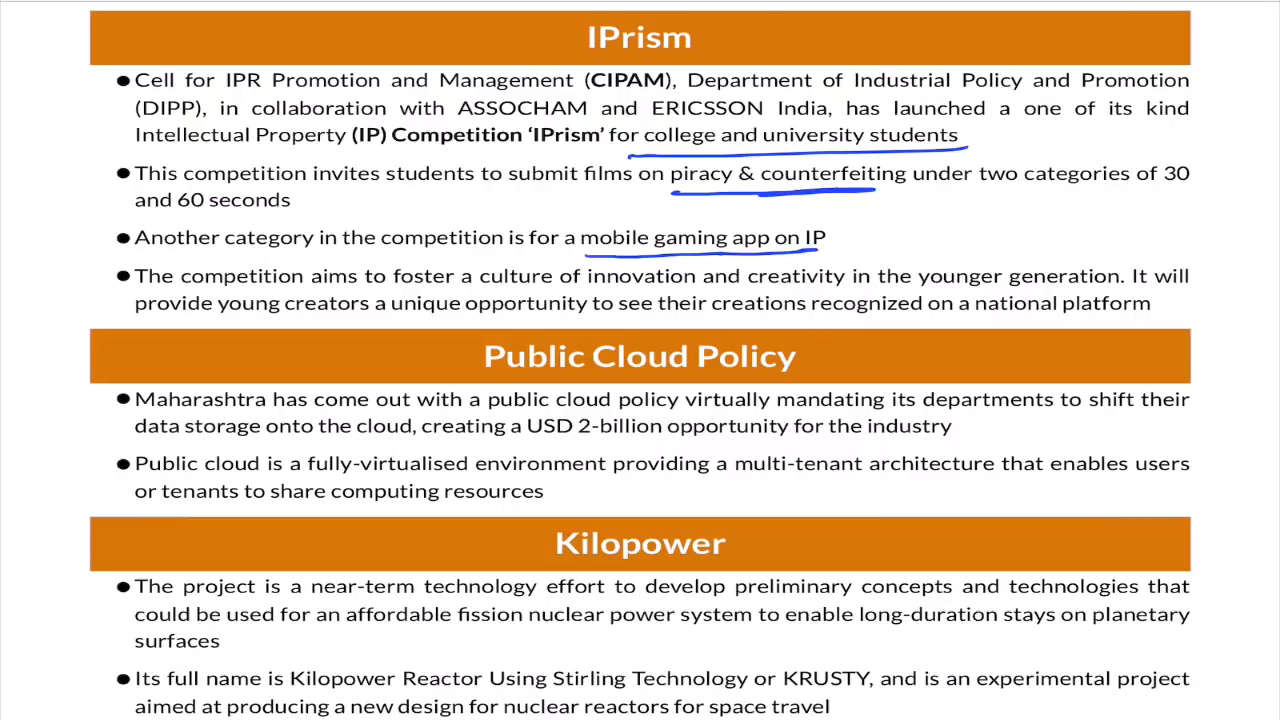 IPrism
● Cell for IPR Promotion and Management (CIPAM), Department of Industrial Policy and Promotion
(DIPP), in collaboration with ASSOCHAM and ERICSSON India, has launched a one of its kind
Intellectual Property (IP) Competition ‘IPrism’ for college and university students
● This competition invites students to submit films on piracy & counterfeiting under two categories of 30
and 60 seconds
● Another category in the competition is for a mobile gaming app on IP
● The competition aims to foster a culture of innovation and creativity in the younger generation. It will
provide young creators a unique opportunity to see their creations recognized on a national platform
Public Cloud Policy
● Maharashtra has come out with a public cloud policy virtually mandating its departments to shift their
data storage onto the cloud, creating a USD 2-billion opportunity for the industry
● Public cloud is a fully-virtualised environment providing a multi-tenant architecture that enables users
or tenants to share computing resources
Kilopower
● The project is a near-term technology effort to develop preliminary concepts and technologies that
could be used for an affordable fission nuclear power system to enable long-duration stays on planetary
surfaces
● Its full name is Kilopower Reactor Using Stirling Technology or KRUSTY, and is an experimental project
aimed at producing a new design for nuclear reactors for space travel